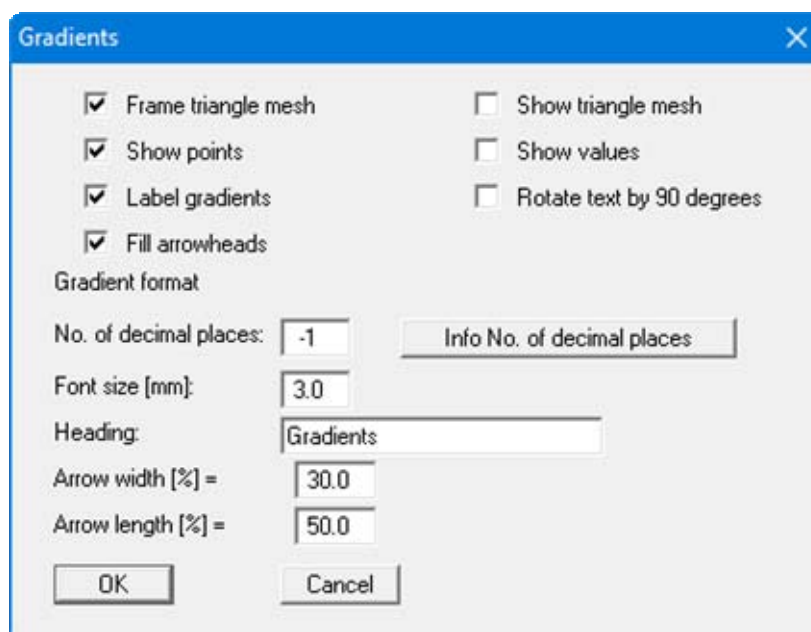 Gradients
Frame triangle mesh
Show triangle mesh
Show points
Show values
Label gradients
Rotate text by 90 degrees
Fill arrowheads
Gradient format
No. of decimal places: -1 Info No. of decimal places
Font size [mm]: 3.0
Heading: Gradients
Arrow width [%] = 30.0
Arrow length [%] = 50.0
OK Cancel